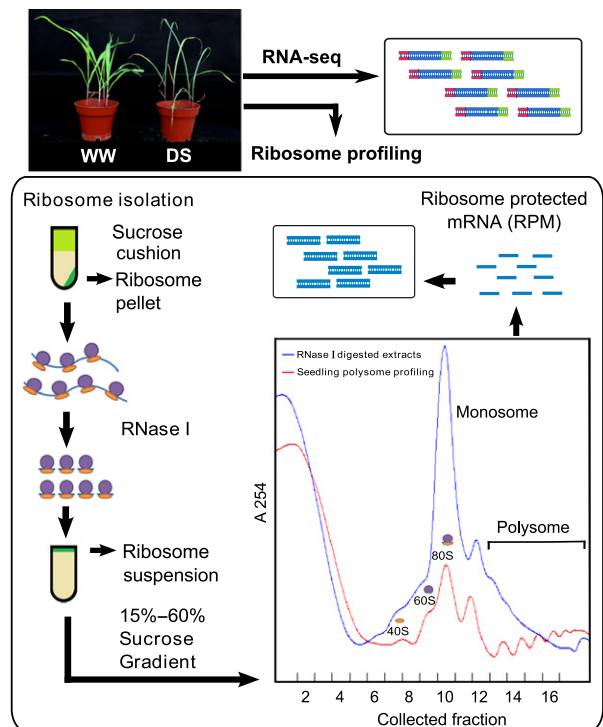 RNA-seq
WW
DS
Ribosome profiling
Ribosome isolation
Sucrose
cushion
Ribosome
pellet
RNase I
Ribosome
suspension
15%–60%
Sucrose
Gradient
Ribosome protected
mRNA (RPM)
RNase I digested extracts
Seedling polysome profiling
Monosome
Polysome
80S
60S
40S
A 254
2 4 6 8 10 12 14 16
Collected fraction